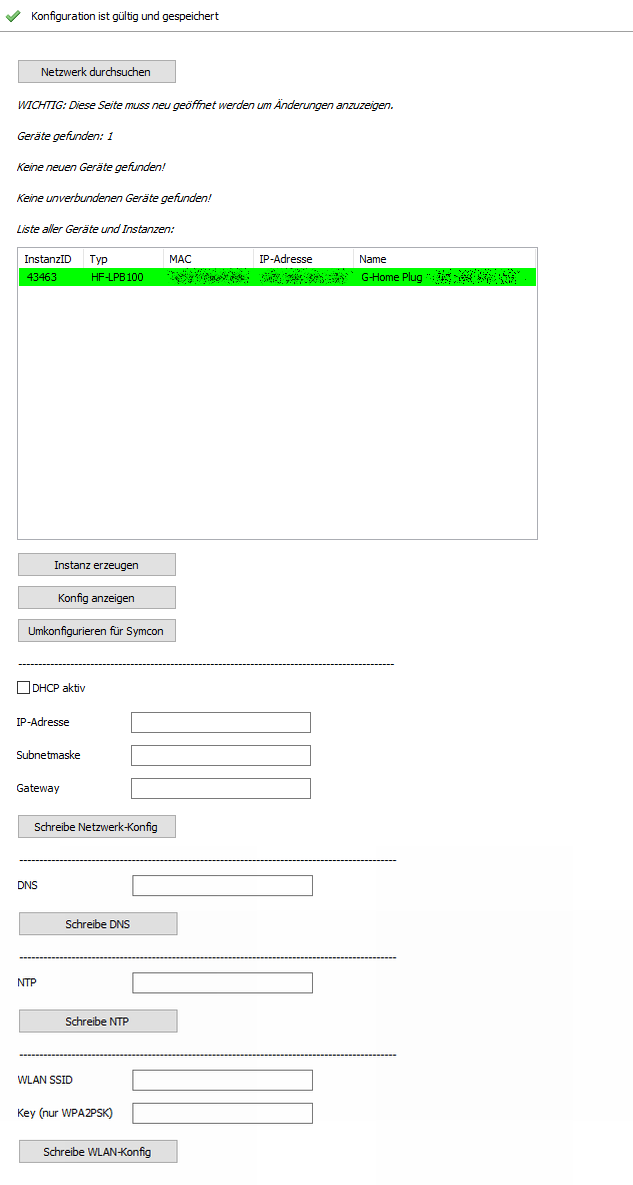 Konfiguration ist gültig und gespeichert
Netzwerk durchsuchen
WICHTIG: Diese Seite muss neu geöffnet werden um Änderungen anzuzeigen.
Geräte gefunden: 1
Keine neuen Geräte gefunden!
Keine unverbundenen Geräte gefunden!
Liste aller Geräte und Instanzen:
InstanzID Typ MAC IP-Adresse Name
43463 HF-LPB100 G-Home Plug
Instanz erzeugen
Konfig anzeigen
Umkonfigurieren für Symcon
DHCP aktiv
IP-Adresse
Subnetmaske
Gateway
Schreibe Netzwerk-Konfig
DNS
Schreibe DNS
NTP
Schreibe NTP
WLAN SSID
Key (nur WPA2PSK)
Schreibe WLAN-Konfig